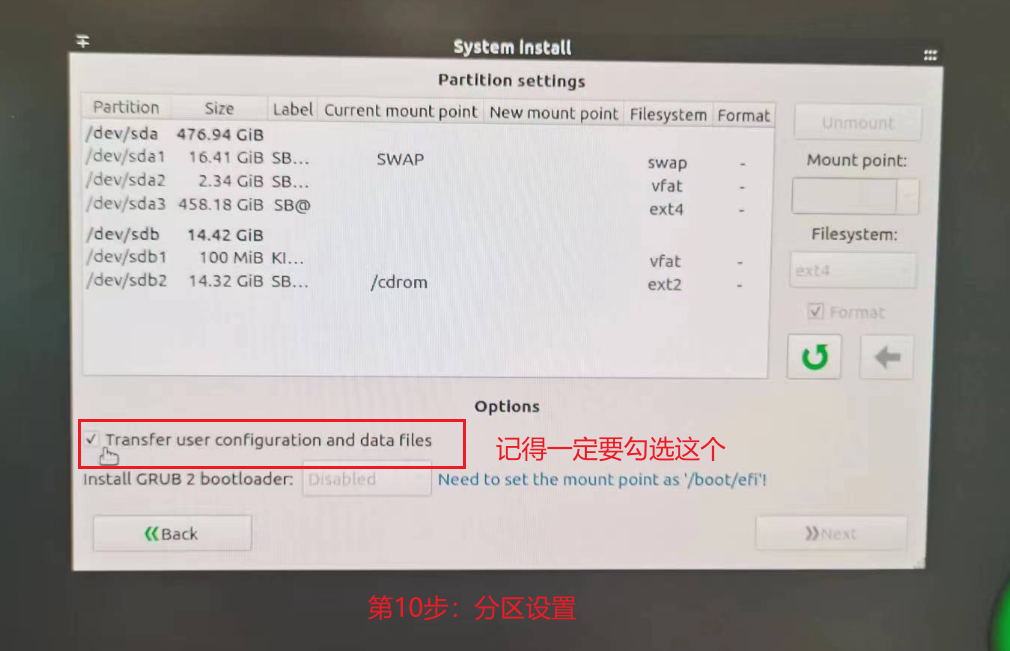 System Install
Partition settings
Partition Size Label Current mount point New mount point Filesystem Format
/dev/sda 476.94 GiB
/dev/sda1 16.41 GiB SB... SWAP swap -
/dev/sda2 2.34 GiB SB... vfat -
/dev/sda3 458.18 GiB SB@ ext4 -
/dev/sdb 14.42 GiB
/dev/sdb1 100 MiB KI... vfat -
/dev/sdb2 14.32 GiB SB... /cdrom ext2 -
Unmount
Mount point:
Filesystem:
ext4
Format
Options
Transfer user configuration and data files
记得一定要勾选这个
Install GRUB 2 bootloader: Disabled Need to set the mount point as '/boot/efi'!
Back
Next
第10步：分区设置